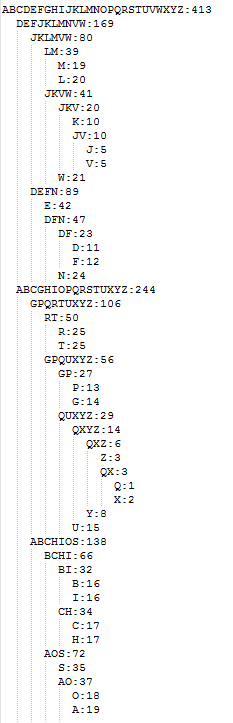 ABCDEFGHIJKLMNOPQRSTUVWXYZ:413
DEFJKLMNVW:169
JKLMVW:80
LM:39
M:19
L:20
JKVW:41
JKV:20
K:10
JV:10
J:5
V:5
W:21
DEFN:89
E:42
DFN:47
DF:23
D:11
F:12
N:24
ABCGHIOPQRSTUXYZ:244
GPQRTUXYZ:106
RT:50
R:25
T:25
GPQUXYZ:56
GP:27
P:13
G:14
QUXYZ:29
QXYZ:14
QXZ:6
Z:3
QX:3
Q:1
X:2
Y:8
U:15
ABCHIOS:138
BCHI:66
BI:32
B:16
I:16
CH:34
C:17
H:17
AOS:72
S:35
AO:37
O:18
A:19